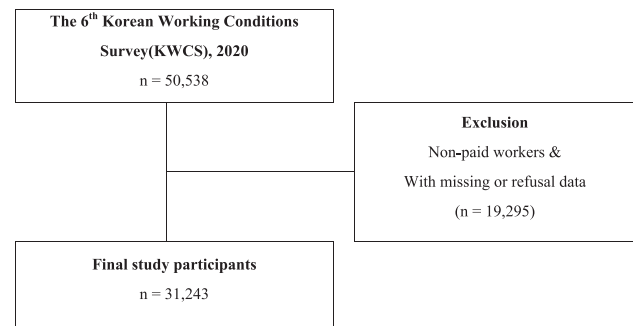 The 6th Korean Working Conditions
Survey(KWCS), 2020
n = 50,538
Exclusion
Non-paid workers &
With missing or refusal data
(n = 19,295)
Final study participants
n = 31,243